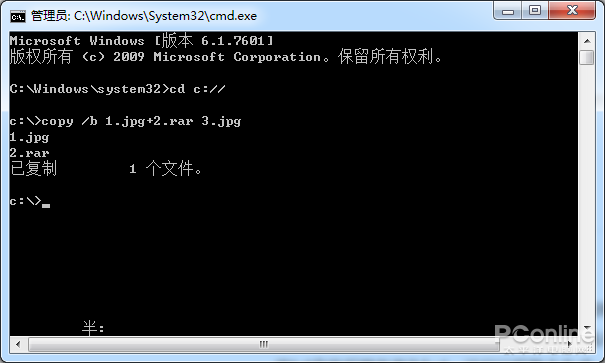 管理员: C:\Windows\System32\cmd.exe
Microsoft Windows [版本 6.1.7601]
版权所有 (c) 2009 Microsoft Corporation。保留所有权利。
C:\Windows\system32>cd c://
c:\>copy /b 1.jpg+2.rar 3.jpg
1.jpg
2.rar
已复制         1 个文件。
c:\>
半:
PConline